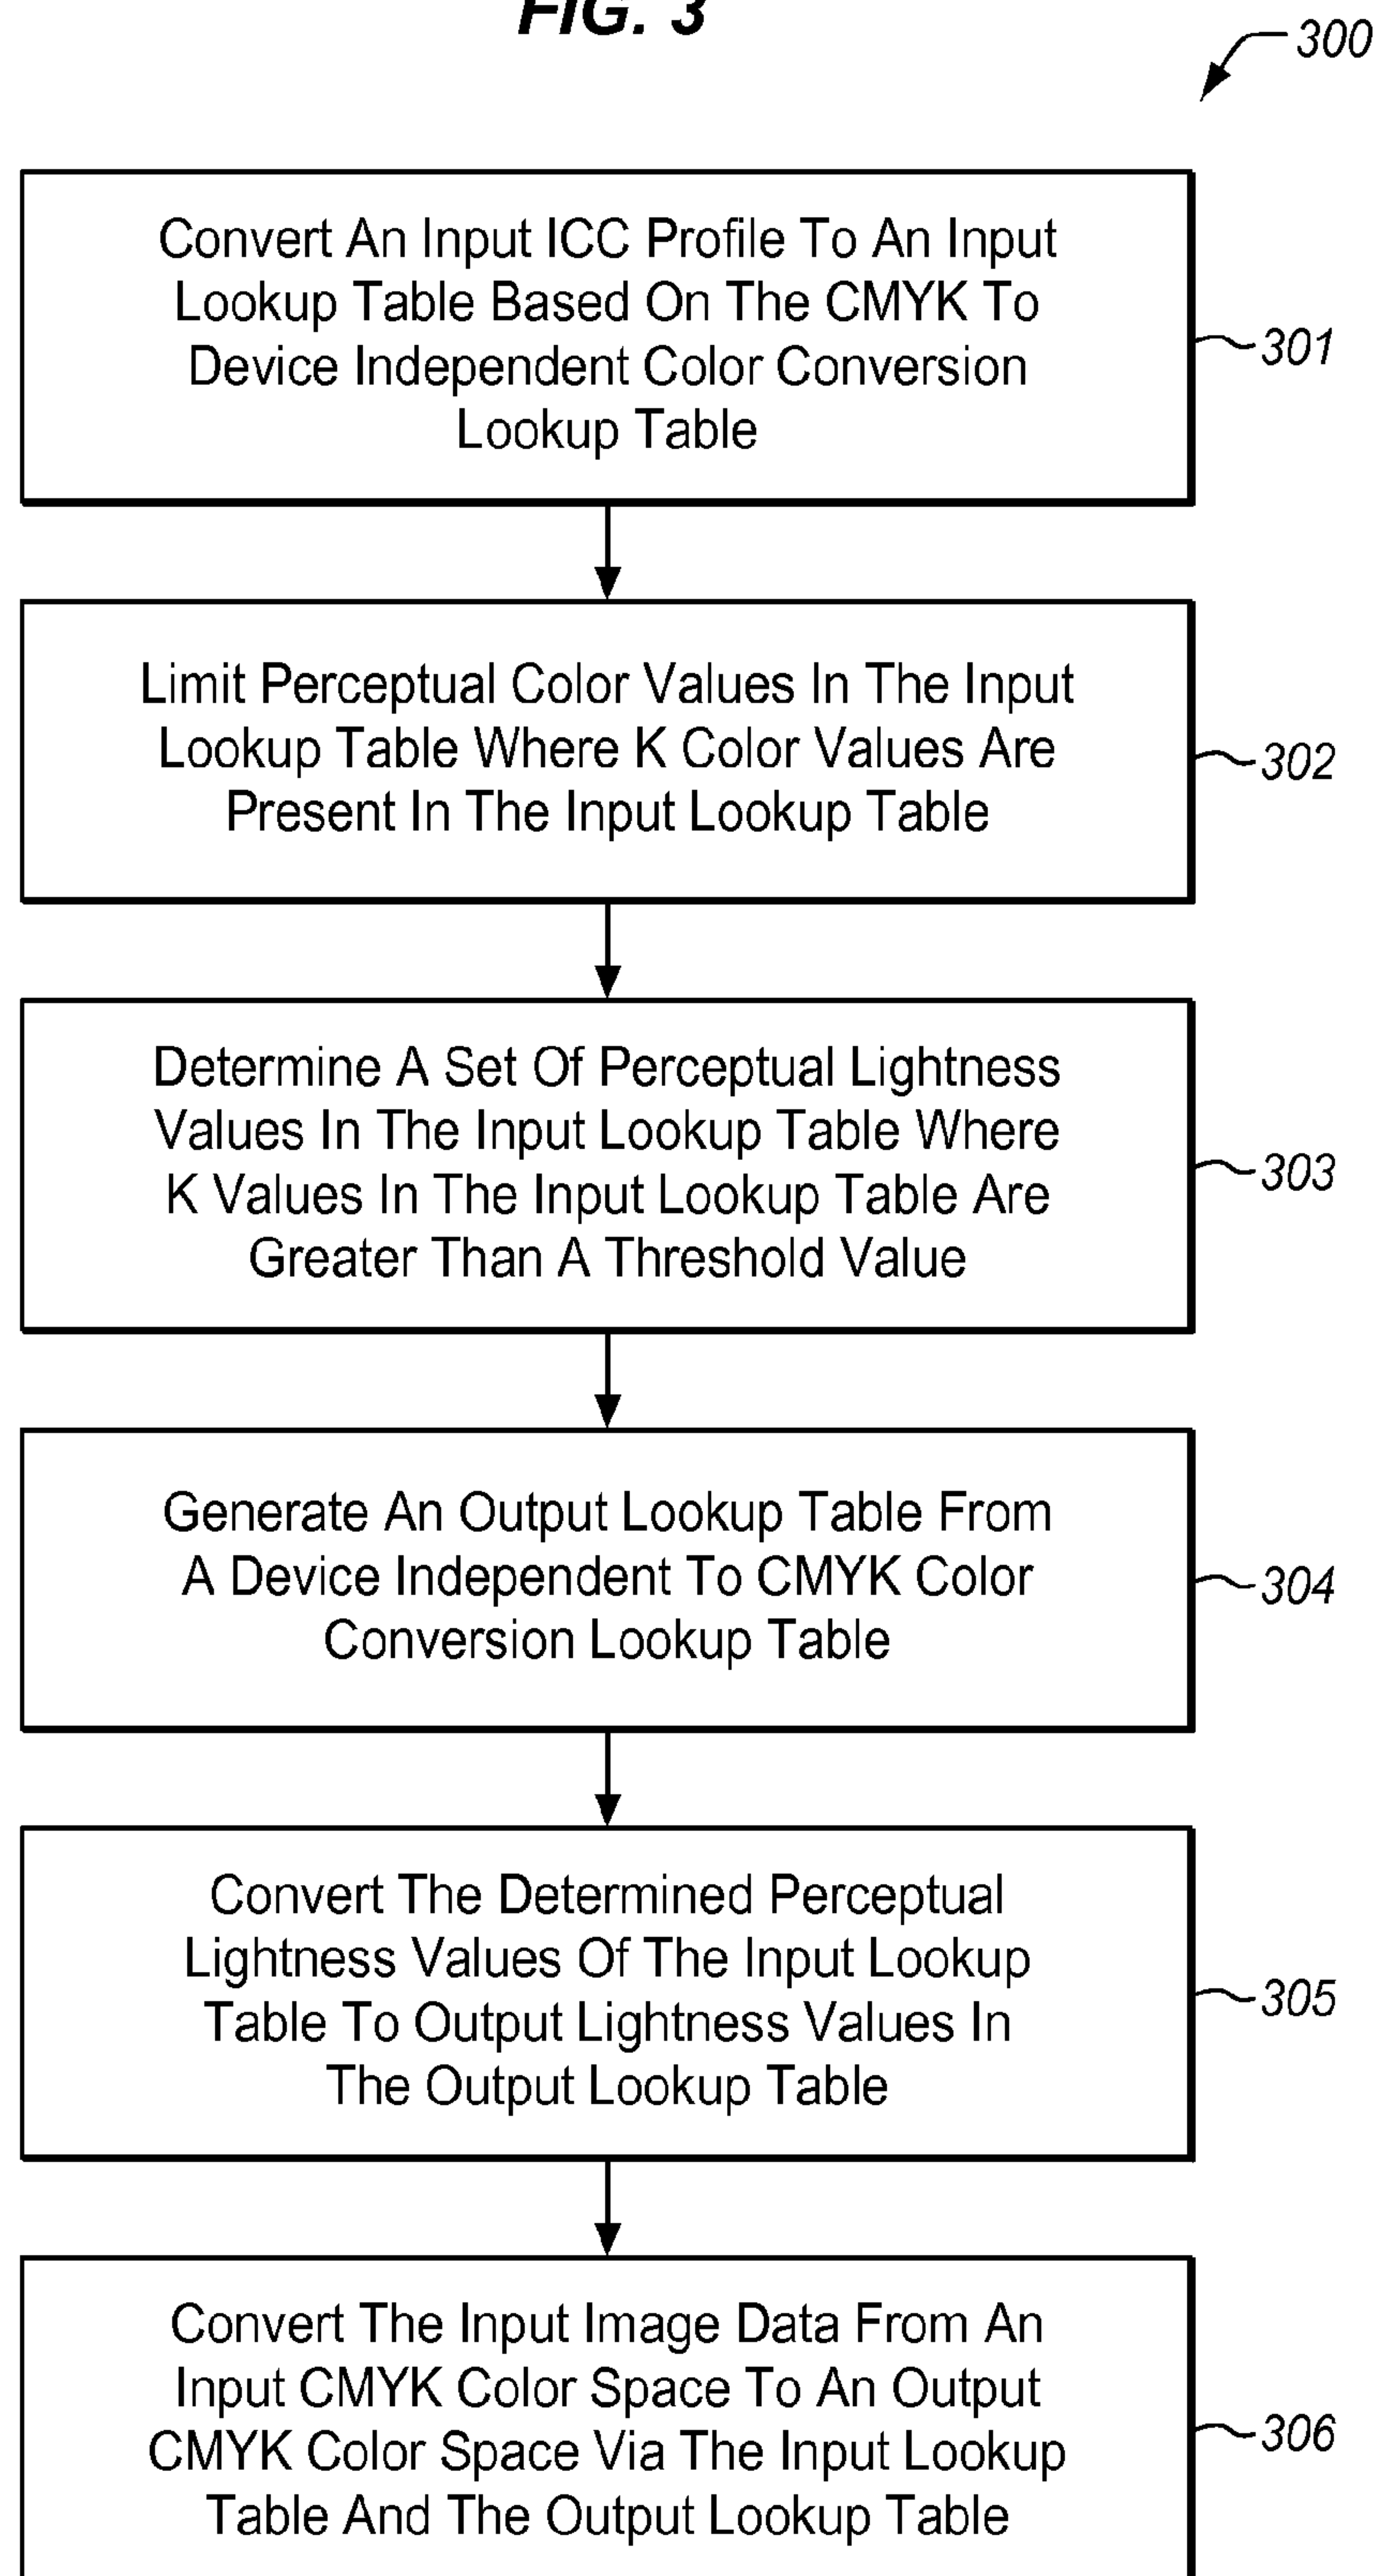 FIG. 3
300
Convert An Input ICC Profile To An Input
Lookup Table Based On The CMYK To
Device Independent Color Conversion
Lookup Table
301
Limit Perceptual Color Values In The Input
Lookup Table Where K Color Values Are
Present In The Input Lookup Table
302
Determine A Set Of Perceptual Lightness
Values In The Input Lookup Table Where
K Values In The Input Lookup Table Are
Greater Than A Threshold Value
303
Generate An Output Lookup Table From
A Device Independent To CMYK Color
Conversion Lookup Table
304
Convert The Determined Perceptual
Lightness Values Of The Input Lookup
Table To Output Lightness Values In
The Output Lookup Table
305
Convert The Input Image Data From An
Input CMYK Color Space To An Output
CMYK Color Space Via The Input Lookup
Table And The Output Lookup Table
306